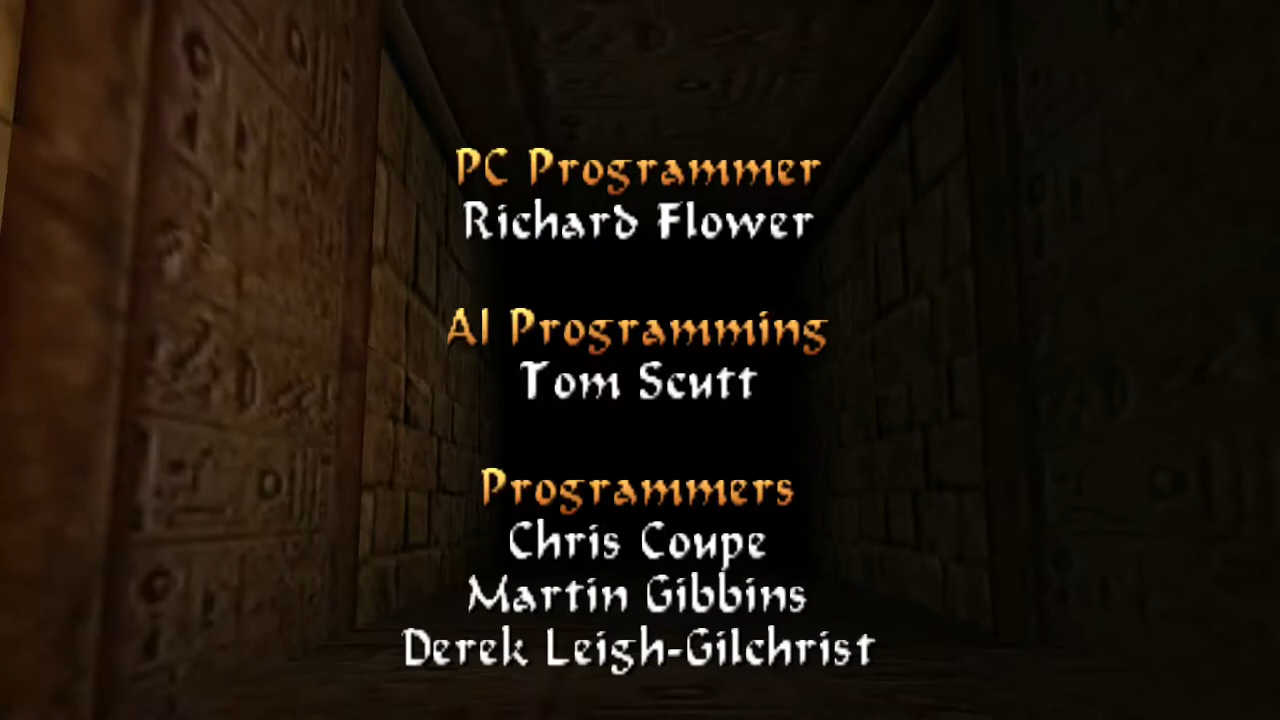 PC Programmer
Richard Flower
AI Programming
Tom Scutt
Programmers
Chris Coupe
Martin Gibbins
Derek Leigh-Gilchrist